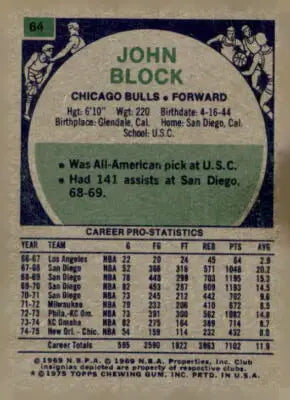 64
JOHN
BLOCK
CHICAGO BULLS • FORWARD
Hgt: 6'10" Wgt: 220 Birthdate: 4-16-44
Birthplace: Glendale, Cal. Home: San Diego, Cal.
School: U.S.C.
• Was All-American pick at U.S.C.
• Had 141 assists at San Diego,
68-69.
CAREER PRO-STATISTICS
YEAR TEAM G FG FT REB PTS AVG
66-67 Los Angeles NBA 22 20 24 45 64 2.9
67-68 San Diego NBA 52 366 316 571 1048 20.2
68-69 San Diego NBA 78 448 299 703 1195 15.3
69-70 San Diego NBA 82 453 287 609 1193 14.5
70-71 San Diego NBA 73 245 212 442 702 9.6
71-72 Milwaukee NBA 79 233 206 410 672 8.5
72-73 Phila.-KC Om. NBA 73 391 300 562 1082 14.8
73-74 KC Omaha NBA 82 275 164 389 714 8.7
74-75 New Orl. - Chic. NBA 54 159 114 232 432 8.0
Career Totals 595 2590 1922 3963 7102 11.9
© 1969 N.B.P.A. © 1969 N.B.A. Properties, Inc. Club
insignias depicted are property of respective clubs.
★ © 1975 TOPPS CHEWING GUM, INC. PRTD. IN U.S.A.